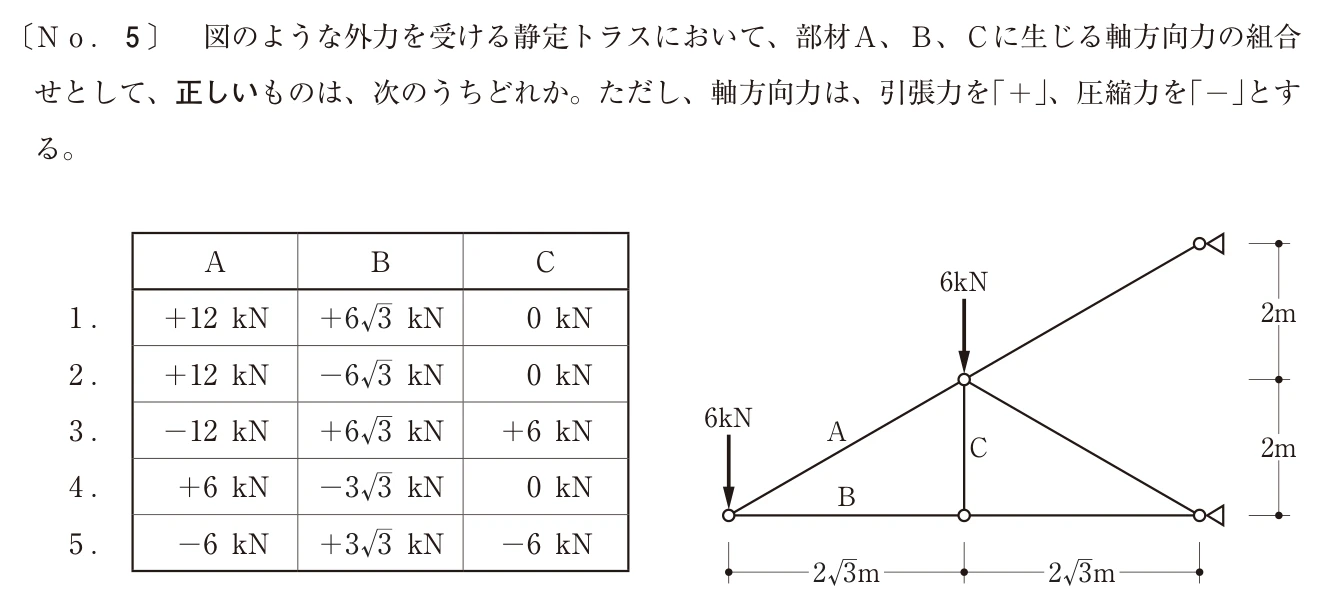 〔Ｎｏ．５〕　図のような外力を受ける静定トラスにおいて、部材Ａ、Ｂ、Ｃに生じる軸方向力の組合
せとして、正しいものは、次のうちどれか。ただし、軸方向力は、引張力を「＋」、圧縮力を「－」とす
る。
A B C
1. +12 kN +6√3 kN 0 kN
2. +12 kN −6√3 kN 0 kN
3. −12 kN +6√3 kN +6 kN
4. +6 kN −3√3 kN 0 kN
5. −6 kN +3√3 kN −6 kN
6kN
2m
6kN
A
C
2m
B
2√3m 2√3m